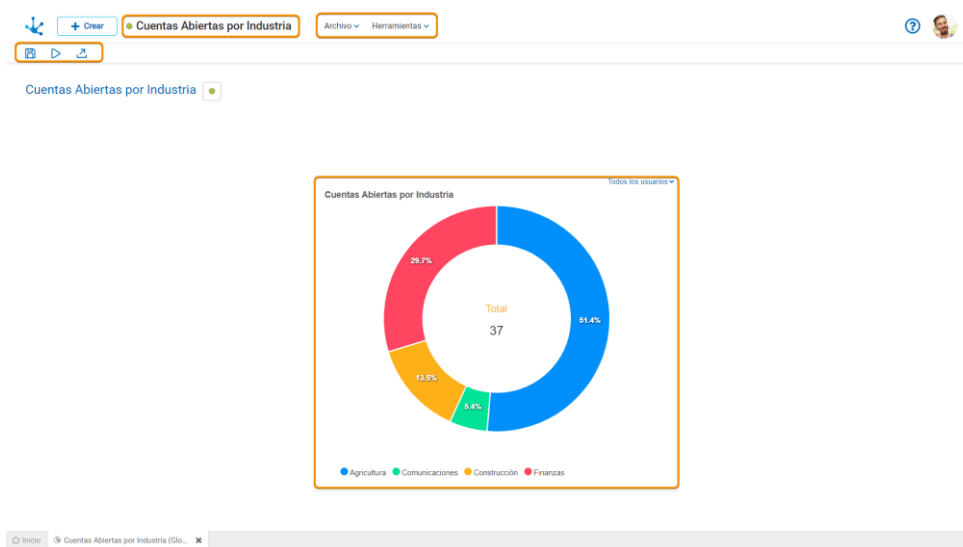 Crear
Cuentas Abiertas por Industria
Archivo
Herramientas
Cuentas Abiertas por Industria
Todos los usuarios
Cuentas Abiertas por Industria
29.7%
Total
37
51.4%
13.5%
5.4%
Agricultura Comunicaciones Construcción Finanzas
Inicio
Cuentas Abiertas por Industria (Glo...